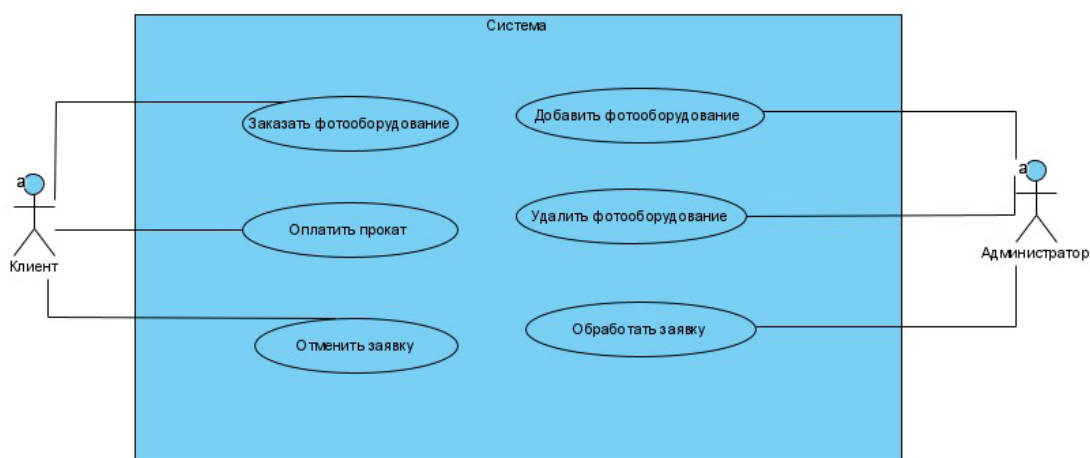 Система
Заказать фотооборудование
Добавить фотооборудование
a
a
Оплатить прокат
Удалить фотооборудование
Клиент
Администратор
Отменить заявку
Обработать заявку